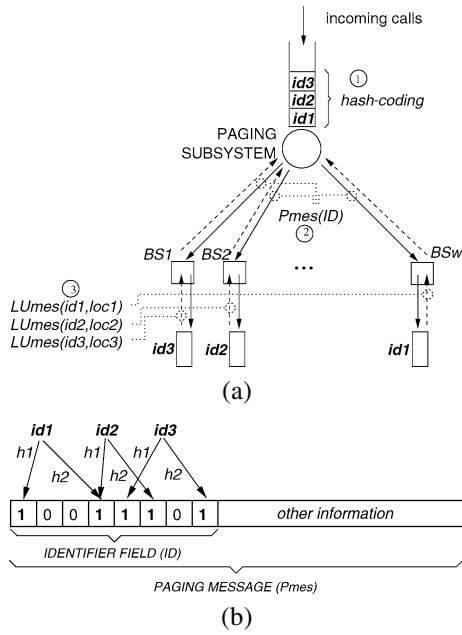 incoming calls
id3
id2
id1
1
hash-coding
PAGING
SUBSYSTEM
Pmes(ID)
2
BS1
BS2
...
BSw
3
LUmes(id1,loc1)
LUmes(id2,loc2)
LUmes(id3,loc3)
id3
id2
id1
(a)
id1 id2 id3
h1 h2 h1 h2 h1 h2
1 0 0 1 1 1 0 1 other information
IDENTIFIER FIELD (ID)
PAGING MESSAGE (Pmes)
(b)